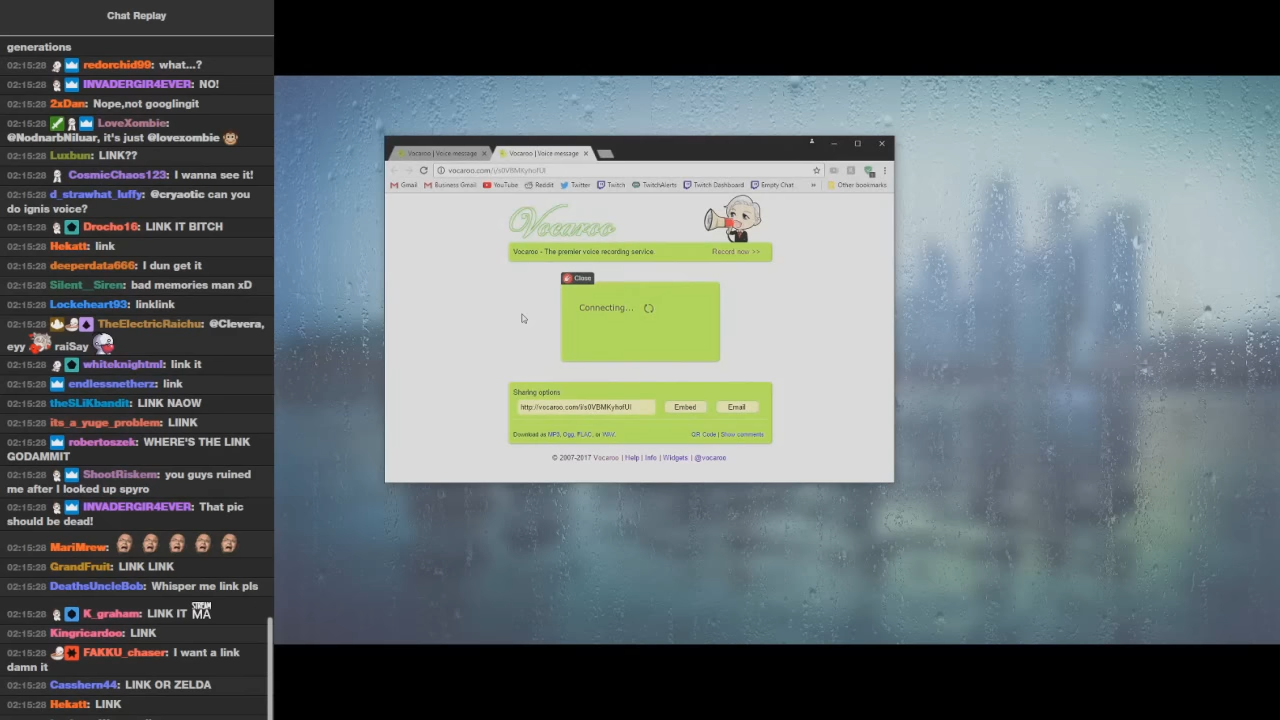 Chat Replay
generations
02:15:28 redorchid99: what...?
02:15:28 INVADERGIR4EVER: NO!
02:15:28 2xDan: Nope,not googlingit
02:15:28 LoveXombie:
@NodnarbNiluar, it's just @lovexombie
02:15:28 Luxbun: LINK??
02:15:28 CosmicChaos123: I wanna see it!
02:15:28 d_strawhat_luffy: @cryaotic can you
do ignis voice?
02:15:28 Drocho16: LINK IT BITCH
02:15:28 Hekatt: link
02:15:28 deeperdata666: I dun get it
02:15:28 Silent__Siren: bad memories man xD
02:15:28 Lockeheart93: linklink
02:15:28 TheElectricRaichu: @Clevera,
eyy raiSay
02:15:28 whiteknightml: link it
02:15:28 endlessnetherz: link
02:15:28 theSLiKbandit: LINK NAOW
02:15:28 its_a_yuge_problem: LIINK
02:15:28 robertoszek: WHERE'S THE LINK
GODAMMIT
02:15:28 ShootRiskem: you guys ruined
me after I looked up spyro
02:15:28 INVADERGIR4EVER: That pic
should be dead!
02:15:28 MariMrew:
02:15:28 GrandFruit: LINK LINK
02:15:28 DeathsUncleBob: Whisper me link pls
02:15:28 K_graham: LINK IT STREAM MA
02:15:28 Kingricardoo: LINK
02:15:28 FAKKU_chaser: I want a link
damn it
02:15:28 Casshern44: LINK OR ZELDA
02:15:28 Hekatt: LINK
Vocaroo | Voice message
Vocaroo | Voice message
vocaroo.com/i/s0VBMKyhofUI
Gmail
Business Gmail
YouTube
Reddit
Twitter
Twitch
TwitchAlerts
Twitch Dashboard
Empty Chat
»
Other bookmarks
Vocaroo
Vocaroo - The premier voice recording service.
Record now >>
Close
Connecting...
Sharing options
http://vocaroo.com/i/s0VBMKyhofUI
Embed
Email
Download as MP3, Ogg, FLAC, or WAV.
QR Code | Show comments
© 2007-2017 Vocaroo | Help | Info | Widgets | @vocaroo